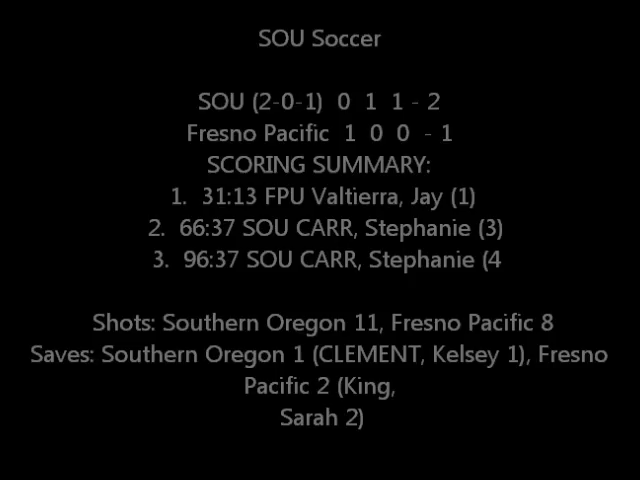 SOU Soccer
SOU (2-0-1) 0 1 1 - 2
Fresno Pacific 1 0 0 - 1
SCORING SUMMARY:
1. 31:13 FPU Valtierra, Jay (1)
2. 66:37 SOU CARR, Stephanie (3)
3. 96:37 SOU CARR, Stephanie (4
Shots: Southern Oregon 11, Fresno Pacific 8
Saves: Southern Oregon 1 (CLEMENT, Kelsey 1), Fresno
Pacific 2 (King,
Sarah 2)